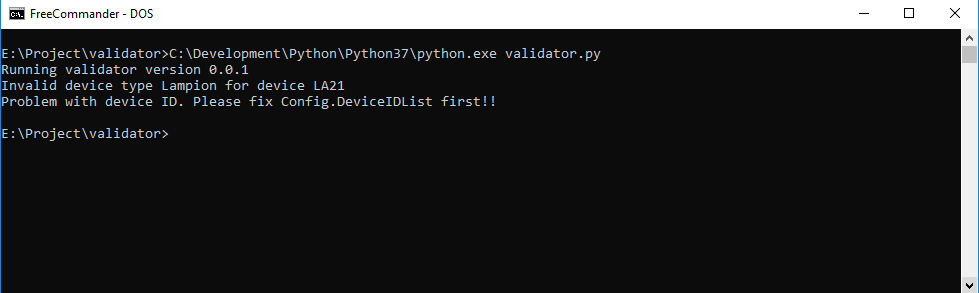 FreeCommander - DOS
E:\Project\validator>C:\Development\Python\Python37\python.exe validator.py
Running validator version 0.0.1
Invalid device type Lampion for device LA21
Problem with device ID. Please fix Config.DeviceIDList first!!
E:\Project\validator>